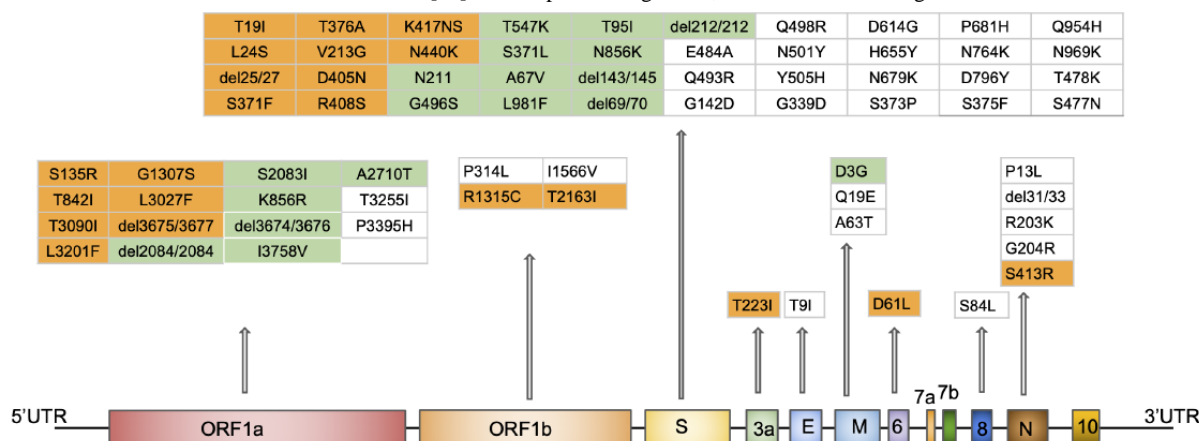 T19I T376A K417NS T547K T95I del212/212 Q498R D614G P681H Q954H
L24S V213G N440K S371L N856K E484A N501Y H655Y N764K N969K
del25/27 D405N N211 A67V del143/145 Q493R Y505H N679K D796Y T478K
S371F R408S G496S L981F del69/70 G142D G339D S373P S375F S477N
S135R G1307S S2083I A2710T
T842I L3027F K856R T3255I
T3090I del3675/3677 del3674/3676 P3395H
L3201F del2084/2084 I3758V
P314L I1566V
R1315C T2163I
D3G
Q19E
A63T
P13L
del31/33
R203K
G204R
S413R
T223I T9I D61L S84L
7a 7b
5'UTR ORF1a ORF1b S 3a E M 6 8 N 10 3'UTR